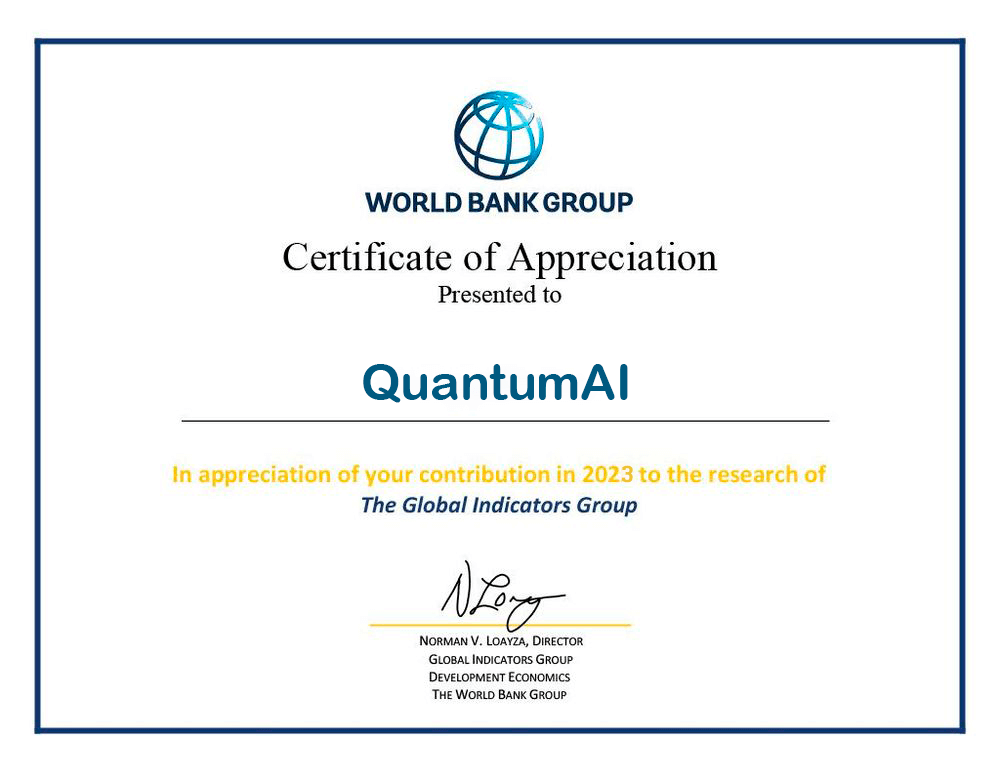 WORLD BANK GROUP
Certificate of Appreciation
Presented to
QuantumAI
In appreciation of your contribution in 2023 to the research of
The Global Indicators Group
NORMAN V. LOAYZA, DIRECTOR
GLOBAL INDICATORS GROUP
DEVELOPMENT ECONOMICS
THE WORLD BANK GROUP